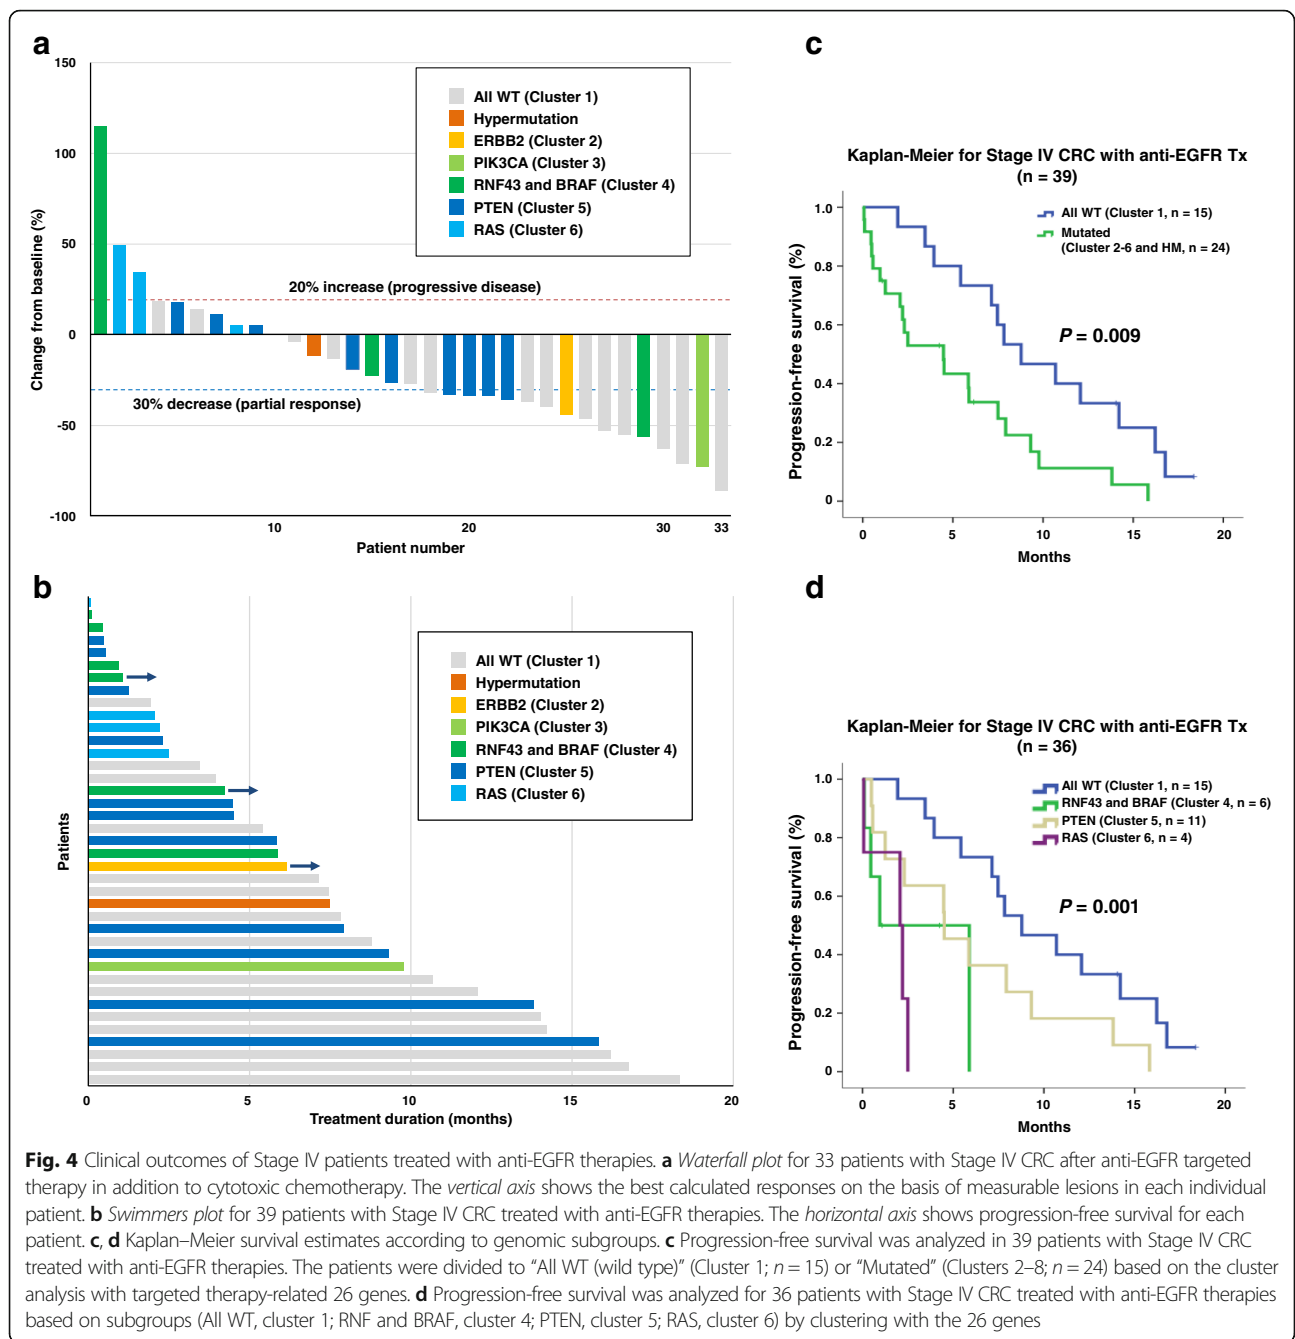 a
150
100
50
0
-50
-100
Change from baseline (%)
All WT (Cluster 1)
Hypermutation
ERBB2 (Cluster 2)
PIK3CA (Cluster 3)
RNF43 and BRAF (Cluster 4)
PTEN (Cluster 5)
RAS (Cluster 6)
20% increase (progressive disease)
30% decrease (partial response)
10
20
30
33
Patient number
b
Patients
All WT (Cluster 1)
Hypermutation
ERBB2 (Cluster 2)
PIK3CA (Cluster 3)
RNF43 and BRAF (Cluster 4)
PTEN (Cluster 5)
RAS (Cluster 6)
0
5
10
15
20
Treatment duration (months)
c
Kaplan-Meier for Stage IV CRC with anti-EGFR Tx
(n = 39)
1.0
0.8
0.6
0.4
0.2
0
Progression-free survival (%)
All WT (Cluster 1, n = 15)
Mutated
(Cluster 2-6 and HM, n = 24)
P = 0.009
0
5
10
15
20
Months
d
Kaplan-Meier for Stage IV CRC with anti-EGFR Tx
(n = 36)
1.0
0.8
0.6
0.4
0.2
0
Progression-free survival (%)
All WT (Cluster 1, n = 15)
RNF43 and BRAF (Cluster 4, n = 6)
PTEN (Cluster 5, n = 11)
RAS (Cluster 6, n = 4)
P = 0.001
0
5
10
15
20
Months
Fig. 4 Clinical outcomes of Stage IV patients treated with anti-EGFR therapies. a Waterfall plot for 33 patients with Stage IV CRC after anti-EGFR targeted
therapy in addition to cytotoxic chemotherapy. The vertical axis shows the best calculated responses on the basis of measurable lesions in each individual
patient. b Swimmers plot for 39 patients with Stage IV CRC treated with anti-EGFR therapies. The horizontal axis shows progression-free survival for each
patient. c, d Kaplan–Meier survival estimates according to genomic subgroups. c Progression-free survival was analyzed in 39 patients with Stage IV CRC
treated with anti-EGFR therapies. The patients were divided to “All WT (wild type)” (Cluster 1; n = 15) or “Mutated” (Clusters 2–8; n = 24) based on the cluster
analysis with targeted therapy-related 26 genes. d Progression-free survival was analyzed for 36 patients with Stage IV CRC treated with anti-EGFR therapies
based on subgroups (All WT, cluster 1; RNF and BRAF, cluster 4; PTEN, cluster 5; RAS, cluster 6) by clustering with the 26 genes